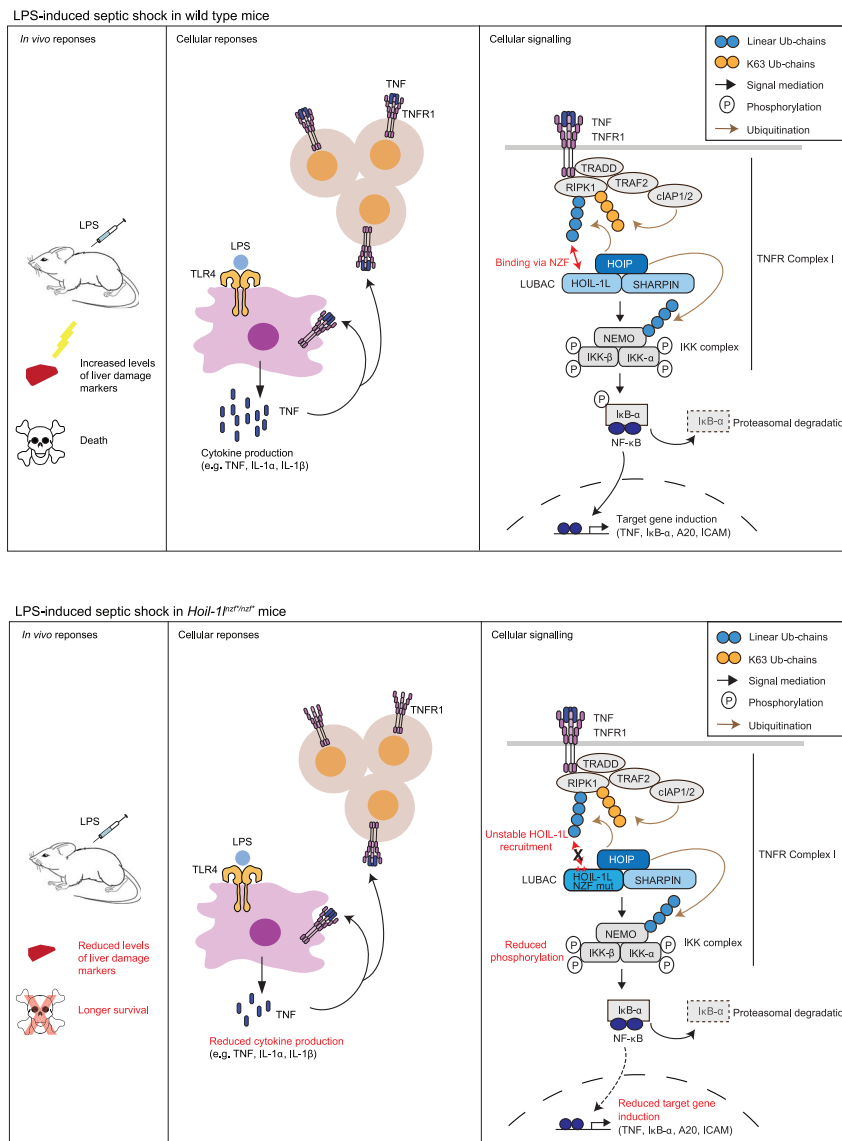 LPS-induced septic shock in wild type mice
In vivo reponses
LPS
Increased levels
of liver damage
markers
Death
Cellular reponses
TNF
TNFR1
LPS
TLR4
TNF
Cytokine production
(e.g. TNF, IL-1α, IL-1β)
Cellular signalling
Linear Ub-chains
K63 Ub-chains
Signal mediation
P Phosphorylation
Ubiquitination
TNF
TNFR1
TRADD
RIPK1
TRAF2
cIAP1/2
Binding via NZF
HOIP
LUBAC
HOIL-1L
SHARPIN
TNFR Complex I
NEMO
P
P
IKK-β
IKK-α
P
P
IKK complex
P
IκB-α
NF-κB
IκB-α
Proteasomal degradation
Target gene induction
(TNF, IκB-α, A20, ICAM)
LPS-induced septic shock in Hoil-1l^nzf*/nzf* mice
In vivo reponses
LPS
Reduced levels
of liver damage
markers
Longer survival
Cellular reponses
TNFR1
LPS
TLR4
TNF
Reduced cytokine production
(e.g. TNF, IL-1α, IL-1β)
Cellular signalling
Linear Ub-chains
K63 Ub-chains
Signal mediation
P Phosphorylation
Ubiquitination
TNF
TNFR1
TRADD
RIPK1
TRAF2
cIAP1/2
Unstable HOIL-1L
recruitment
X
HOIP
LUBAC
HOIL-1L
NZF mut
**
SHARPIN
TNFR Complex I
NEMO
Reduced
phosphorylation
P
P
IKK-β
IKK-α
P
P
IKK complex
IκB-α
NF-κB
IκB-α
Proteasomal degradation
Reduced target gene
induction
(TNF, IκB-α, A20, ICAM)